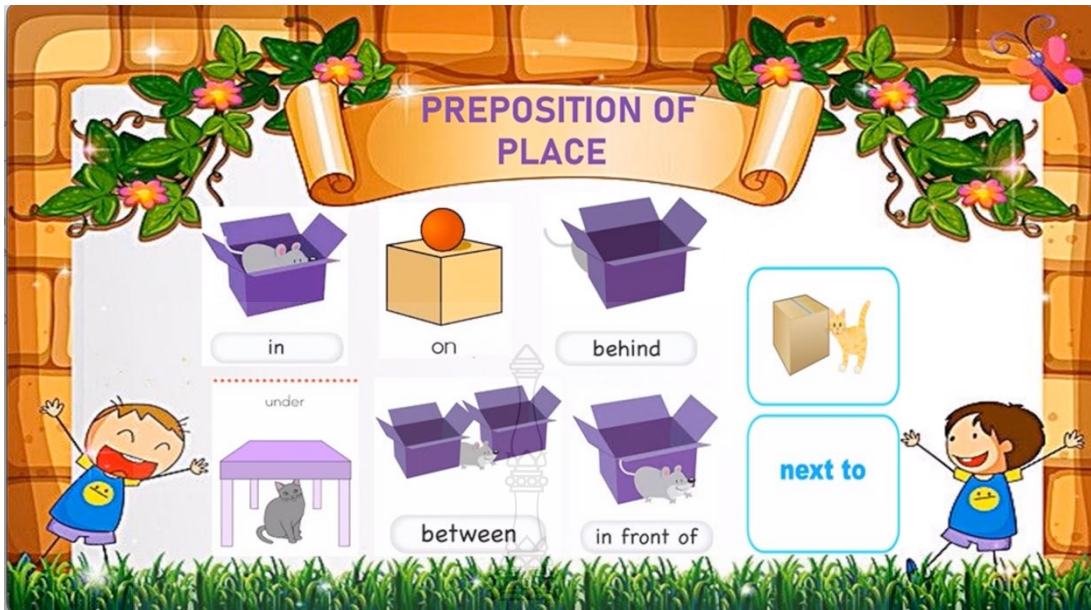 PREPOSITION OF
PLACE
in
on
behind
under
between
in front of
next to